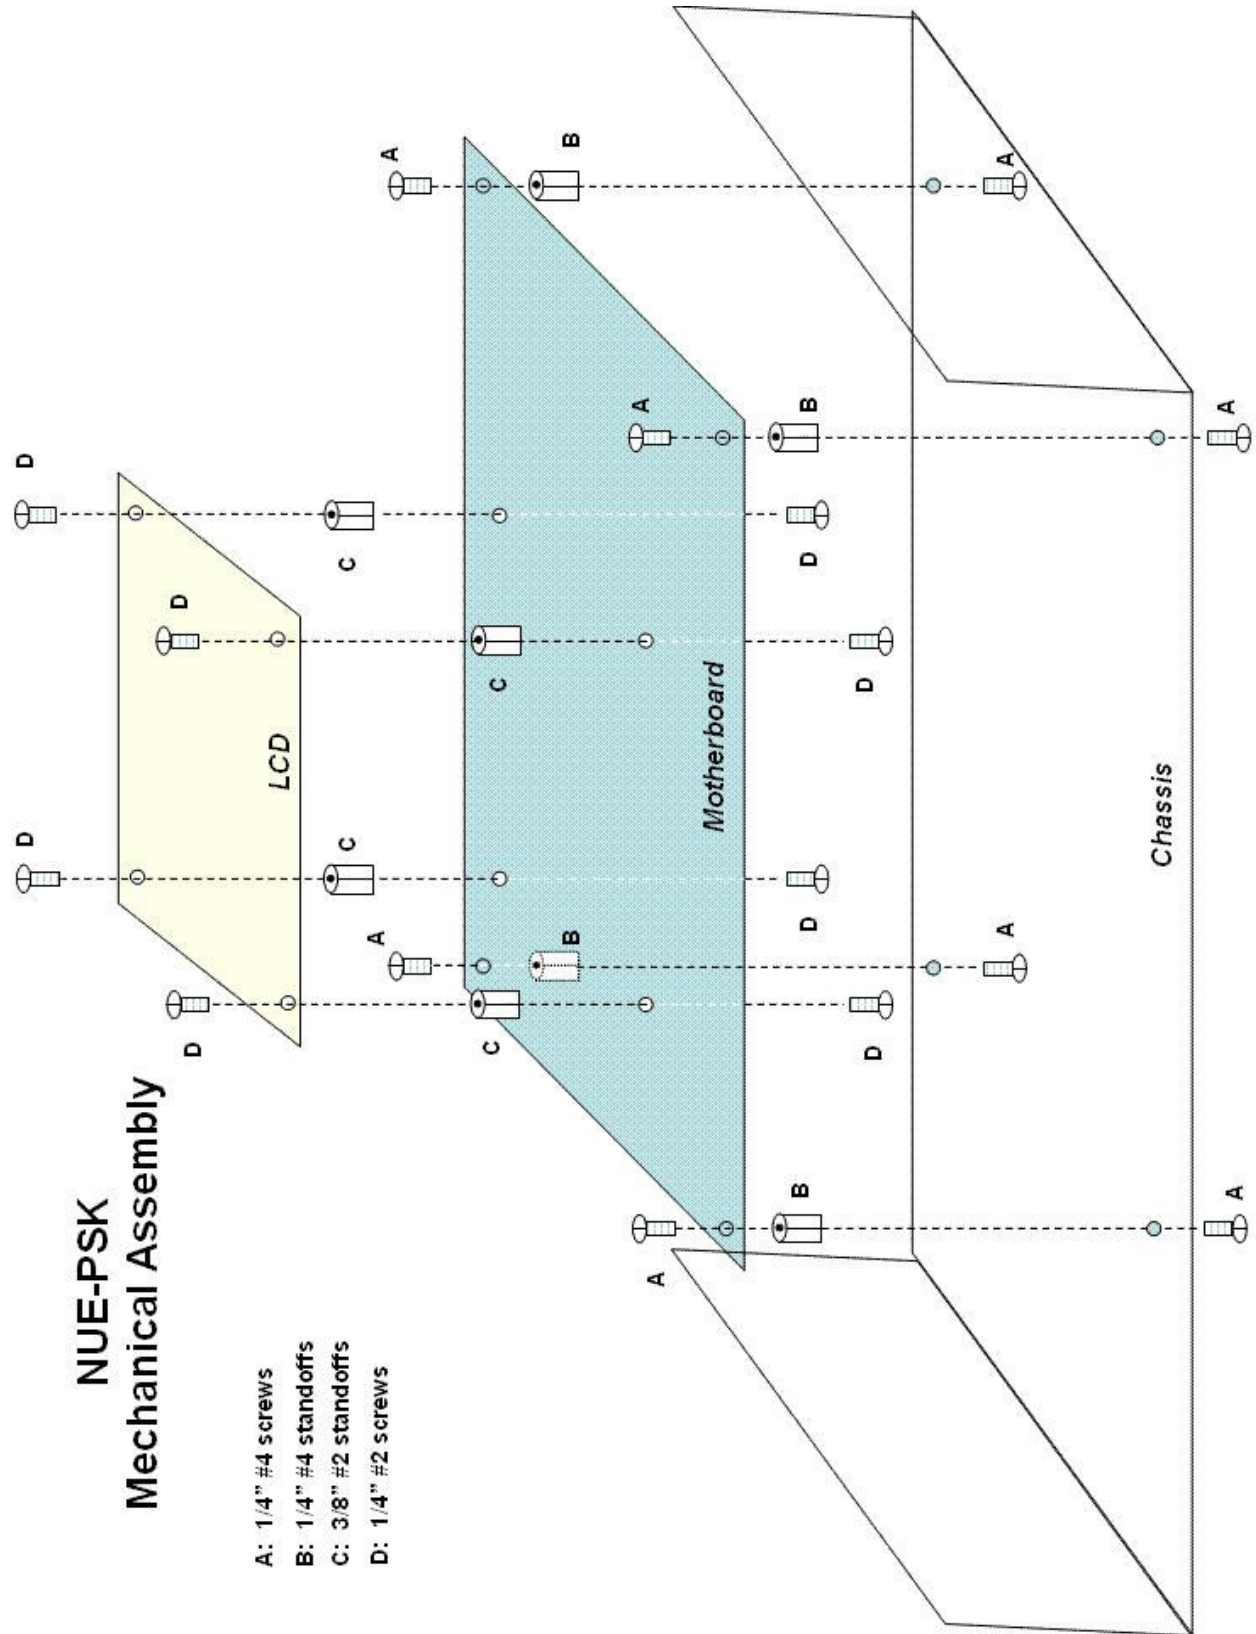 NUE-PSK
Mechanical Assembly
A: 1/4” #4 screws
B: 1/4” #4 standoffs
C: 3/8” #2 standoffs
D: 1/4” #2 screws
D
D
D
D
LCD
C
C
A
A
C
C
B
B
A
A
Motherboard
B
B
D
D
D
D
A
A
Chassis
A
A